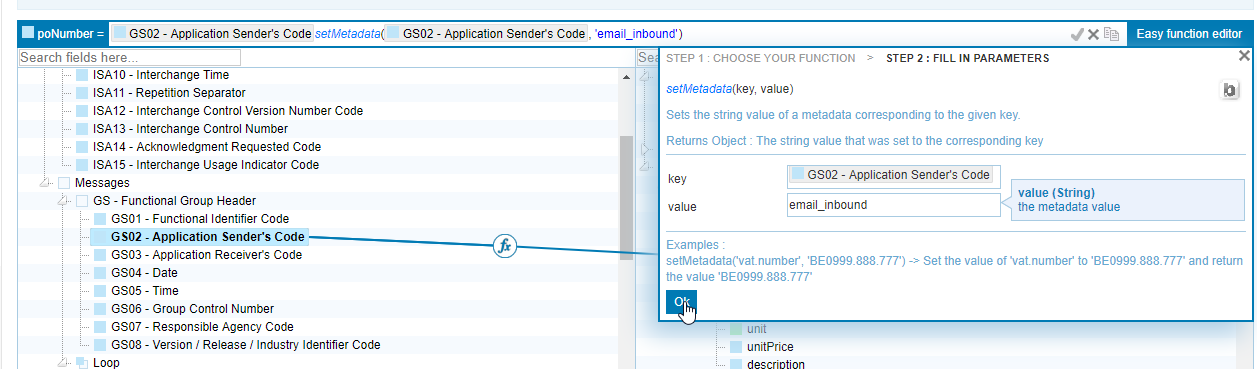 poNumber = GS02 - Application Sender's Code setMetadata( GS02 - Application Sender's Code , 'email_inbound') Easy function editor
Search fields here...
ISA10 - Interchange Time
ISA11 - Repetition Separator
ISA12 - Interchange Control Version Number Code
ISA13 - Interchange Control Number
ISA14 - Acknowledgment Requested Code
ISA15 - Interchange Usage Indicator Code
Messages
GS - Functional Group Header
GS01 - Functional Identifier Code
GS02 - Application Sender's Code
fx
GS03 - Application Receiver's Code
GS04 - Date
GS05 - Time
GS06 - Group Control Number
GS07 - Responsible Agency Code
GS08 - Version / Release / Industry Identifier Code
Loop
Sea
STEP 1 : CHOOSE YOUR FUNCTION > STEP 2 : FILL IN PARAMETERS
setMetadata(key, value)
Sets the string value of a metadata corresponding to the given key.
Returns Object : The string value that was set to the corresponding key
key GS02 - Application Sender's Code
value email_inbound
value (String)
the metadata value
Examples :
setMetadata('vat.number', 'BE0999.888.777') -> Set the value of 'vat.number' to 'BE0999.888.777' and return
the value 'BE0999.888.777'
Ok
unit
unitPrice
description